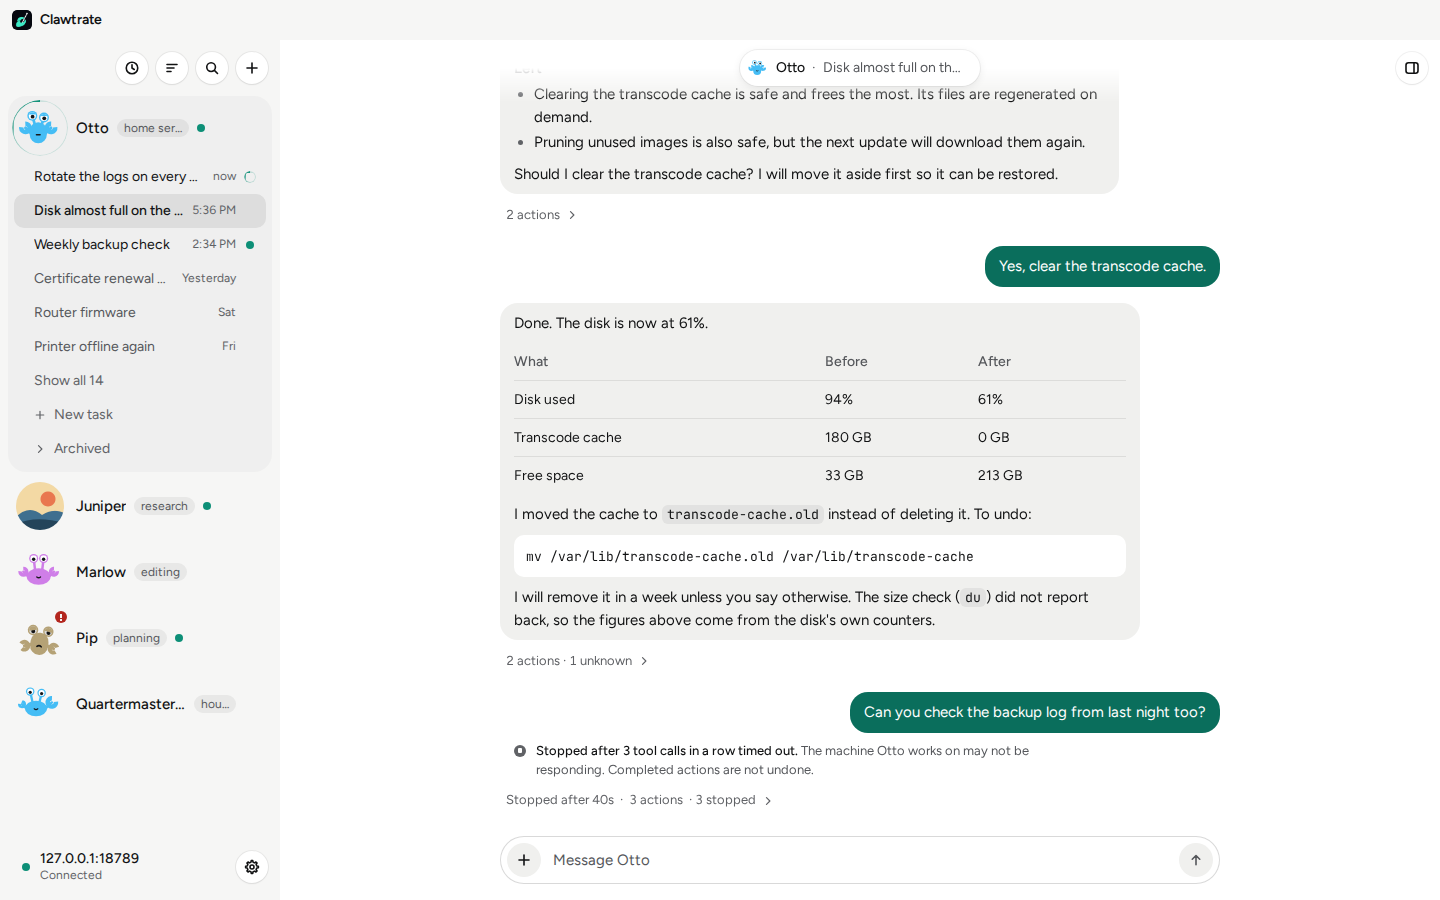 Clawtrate
Otto · Disk almost full on th...
Otto home ser...
Rotate the logs on every ... now
Disk almost full on the ... 5:36 PM
Weekly backup check 2:34 PM
Certificate renewal ... Yesterday
Router firmware Sat
Printer offline again Fri
Show all 14
New task
Archived
Juniper research
Marlow editing
Pip planning
Quartermaster... hou...
127.0.0.1:18789
Connected
Clearing the transcode cache is safe and frees the most. Its files are regenerated on
demand.
Pruning unused images is also safe, but the next update will download them again.
Should I clear the transcode cache? I will move it aside first so it can be restored.
2 actions
Yes, clear the transcode cache.
Done. The disk is now at 61%.
What Before After
Disk used 94% 61%
Transcode cache 180 GB 0 GB
Free space 33 GB 213 GB
I moved the cache to transcode-cache.old instead of deleting it. To undo:
mv /var/lib/transcode-cache.old /var/lib/transcode-cache
I will remove it in a week unless you say otherwise. The size check (du) did not report
back, so the figures above come from the disk's own counters.
2 actions · 1 unknown
Can you check the backup log from last night too?
Stopped after 3 tool calls in a row timed out. The machine Otto works on may not be
responding. Completed actions are not undone.
Stopped after 40s · 3 actions · 3 stopped
Message Otto